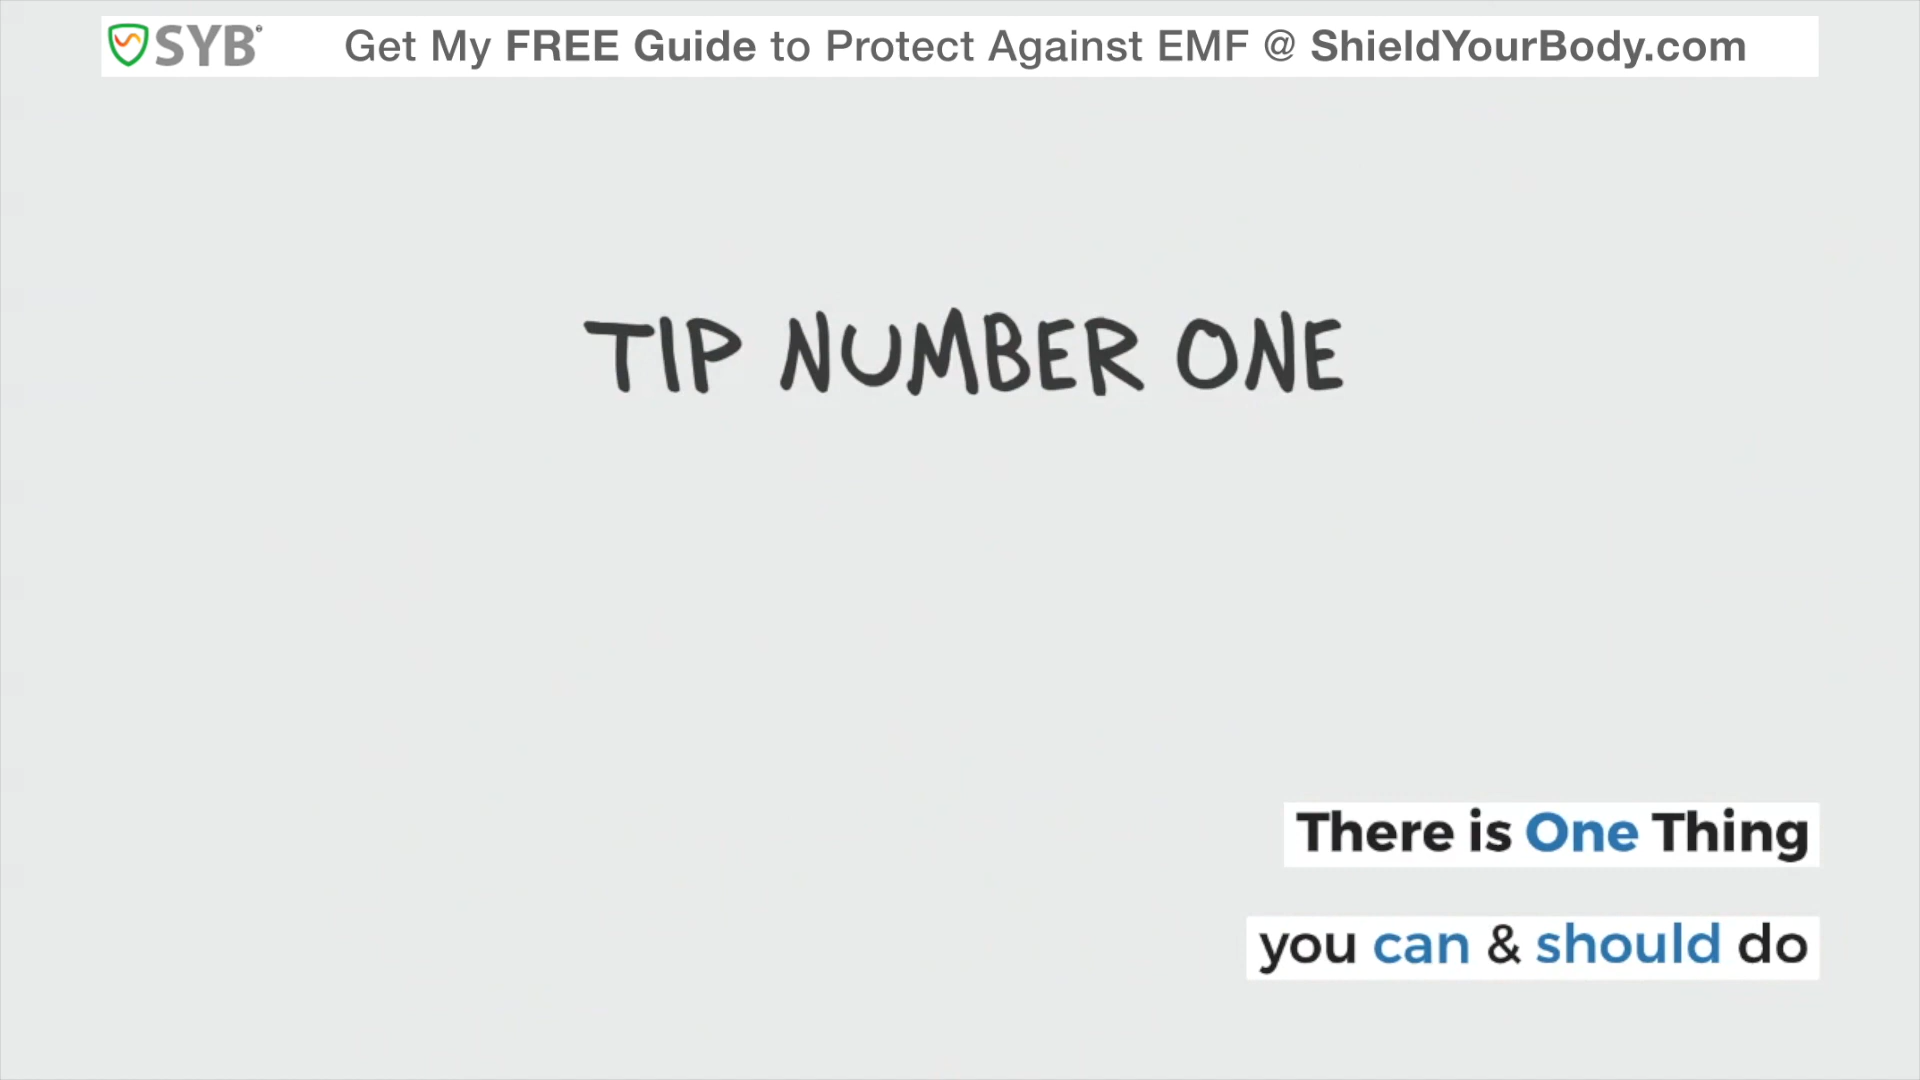 SYB® Get My FREE Guide to Protect Against EMF @ ShieldYourBody.com
TIP NUMBER ONE
There is One Thing
you can & should do